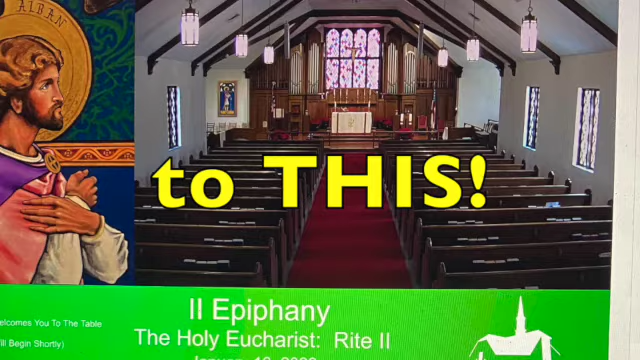 ALBAN
to THIS!
II Epiphany
elcomes You To The Table
The Holy Eucharist: Rite II
ill Begin Shortly)